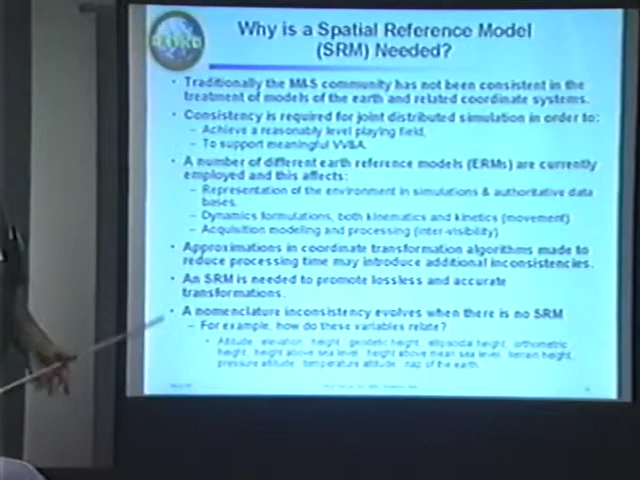 Why is a Spatial Reference Model
(SRM) Needed?
• Traditionally the M&S community has not been consistent in the
treatment of models of the earth and related coordinate systems.
• Consistency is required for joint distributed simulation in order to:
– Achieve a reasonably level playing field,
– To support meaningful VV&A.
• A number of different earth reference models (ERMs) are currently
employed and this affects:
– Representation of the environment in simulations & authoritative data
bases.
– Dynamics formulations, both kinematics and kinetics (movement)
– Acquisition modeling and processing (inter-visibility)
• Approximations in coordinate transformation algorithms made to
reduce processing time may introduce additional inconsistencies.
• An SRM is needed to promote lossless and accurate
transformations.
• A nomenclature inconsistency evolves when there is no SRM
– For example, how do these variables relate?
• Altitude, elevation, height, geodetic height, ellipsoidal height, orthometric
height, height above sea level, height above mean sea level, terrain height,
pressure altitude, temperature altitude, nap of the earth.